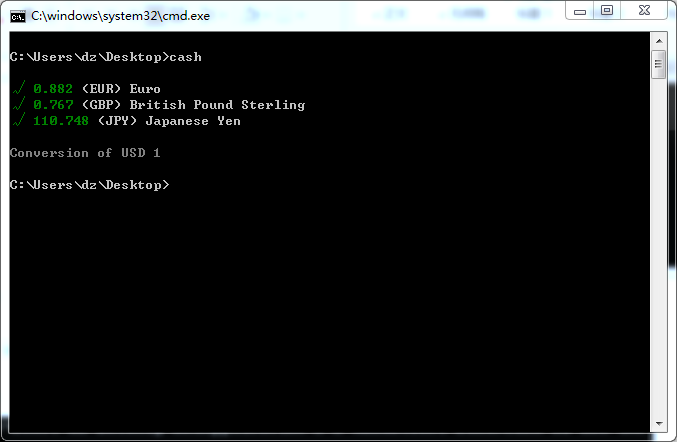 C:\windows\system32\cmd.exe
C:\Users\dz\Desktop>cash
√ 0.882 (EUR) Euro
√ 0.767 (GBP) British Pound Sterling
√ 110.748 (JPY) Japanese Yen
Conversion of USD 1
C:\Users\dz\Desktop>